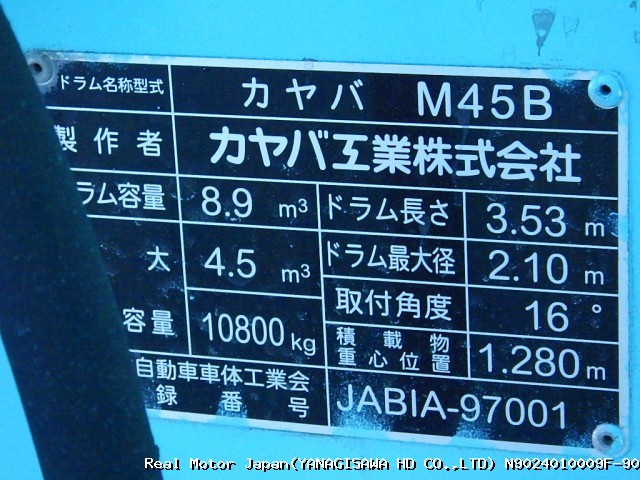 ドラム名称型式 カヤバ M45B
製作者 カヤバ工業株式会社
ラム容量 8.9 m³ ドラム長さ 3.53 m
大 4.5 m³ ドラム最大径 2.10 m
取付角度 16 °
容量 10800 kg 積載物重心位置 1.280 m
自動車車体工業会
録番号 JABIA-97001
Real Motor Japan(YANAGISAWA HD CO.,LTD) N9024010009F-90